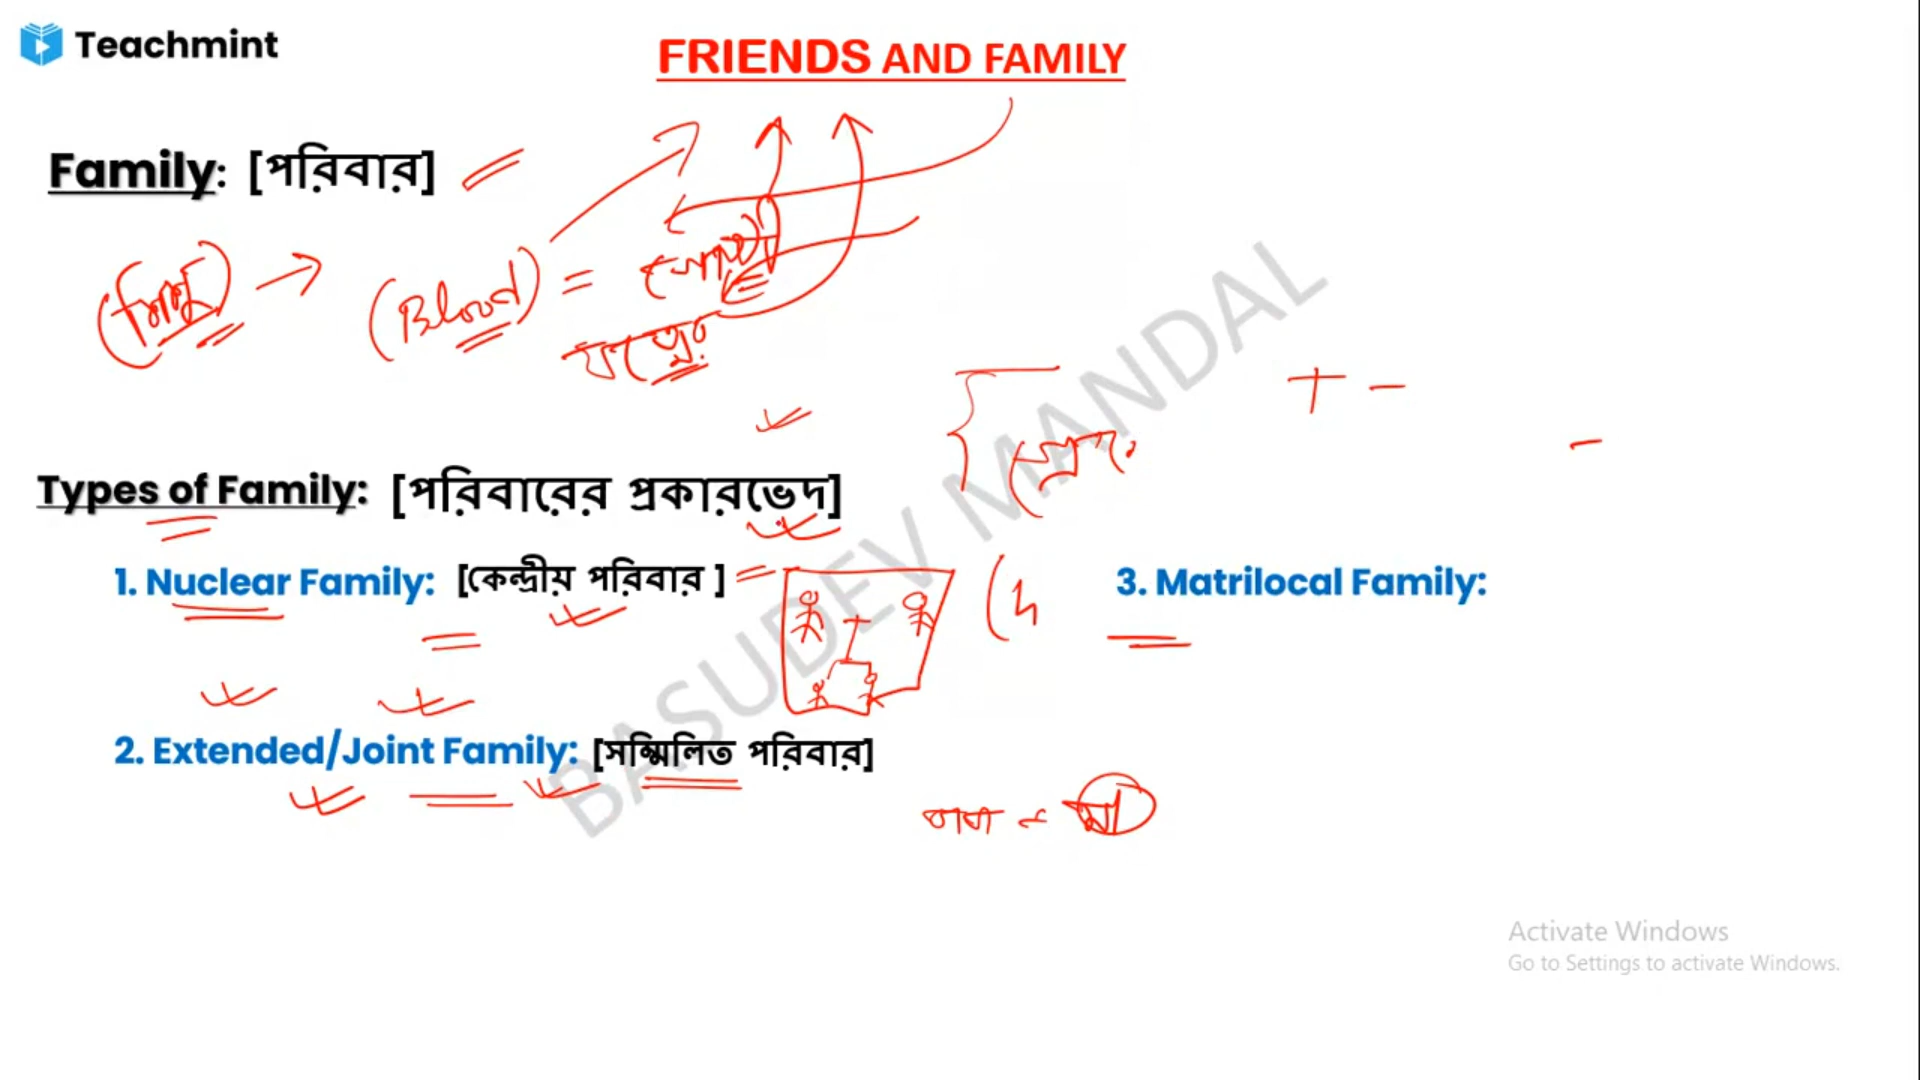 Teachmint
FRIENDS AND FAMILY
Family: [পরিবার]
(Blood) =
Types of Family: [পরিবারের প্রকারভেদ]
1. Nuclear Family: [কেন্দ্রীয় পরিবার ]
3. Matrilocal Family:
2. Extended/Joint Family: [সম্মিলিত পরিবার]
মা
BASUDEV MANDAL
Activate Windows
Go to Settings to activate Windows.